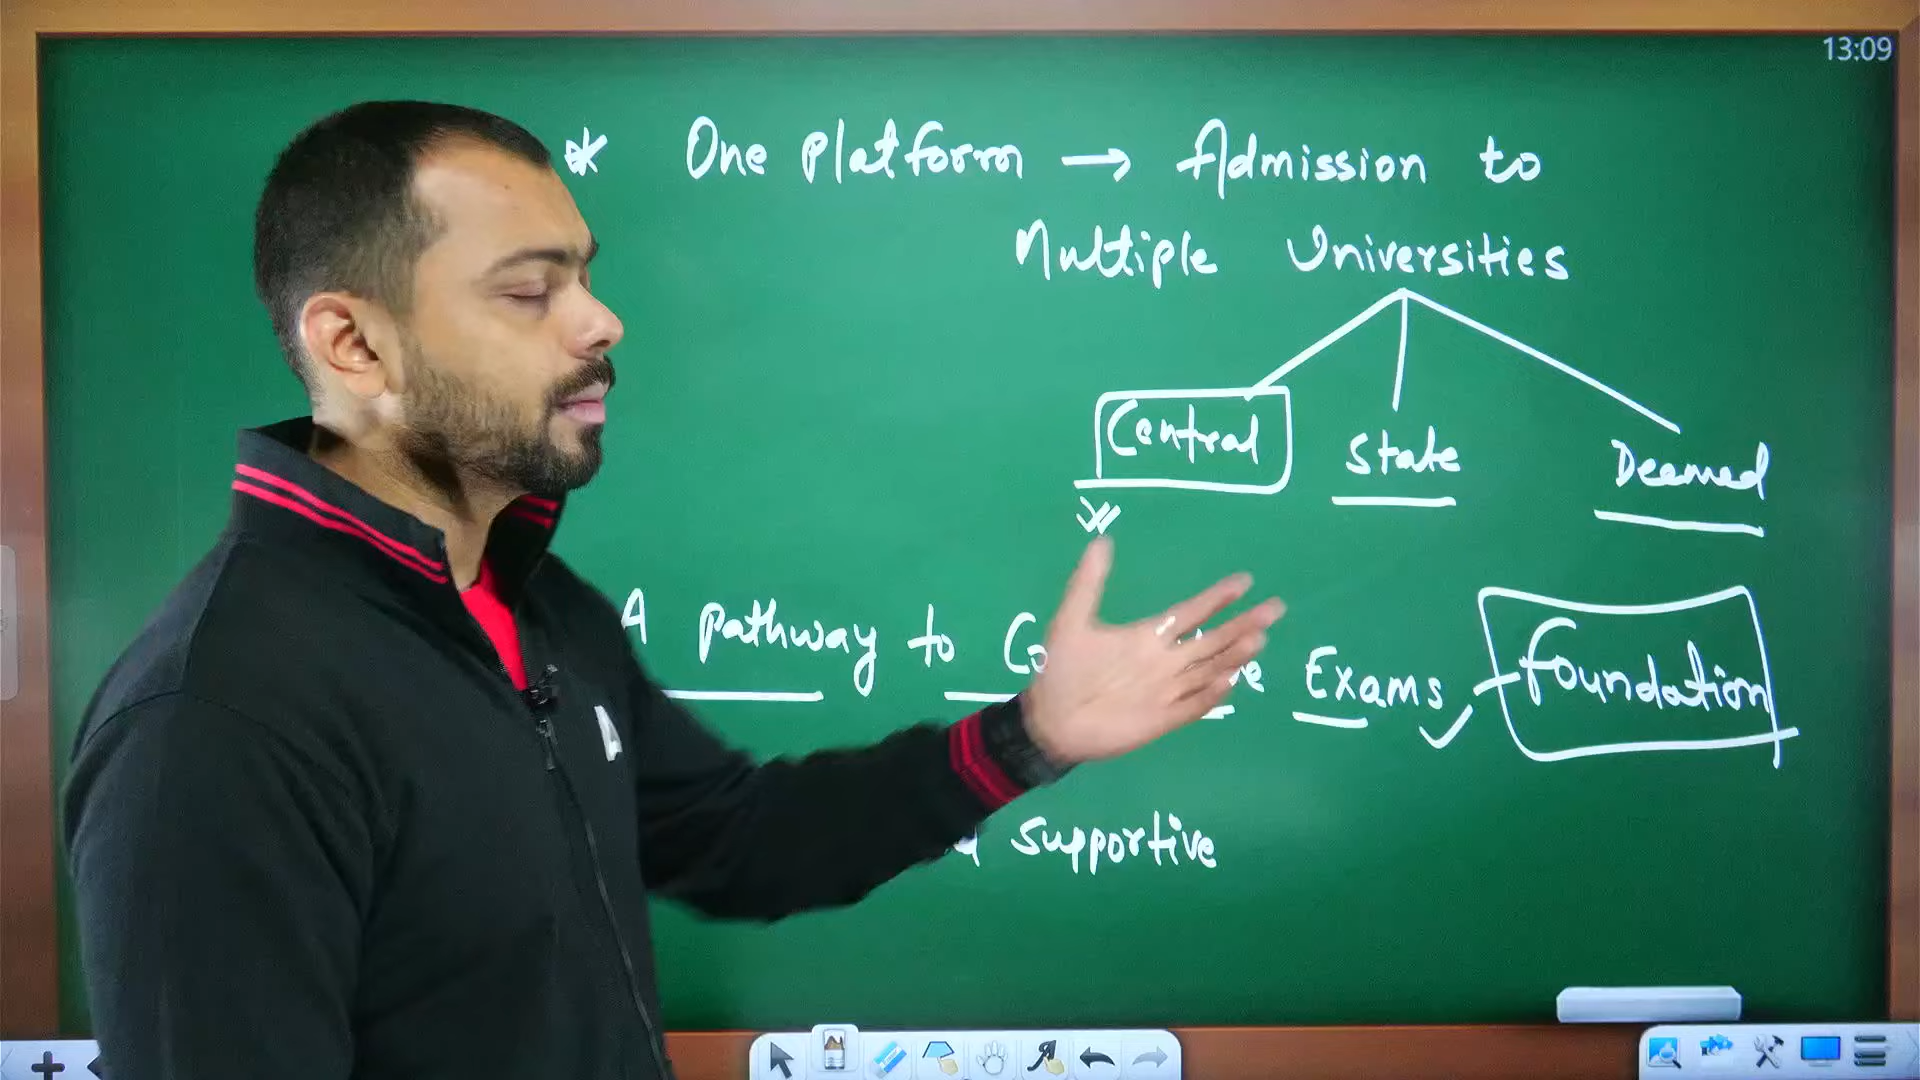 13:09
* One Platform → Admission to
Multiple Universities
Central State Deemed
A pathway to Exams - foundation
supportive